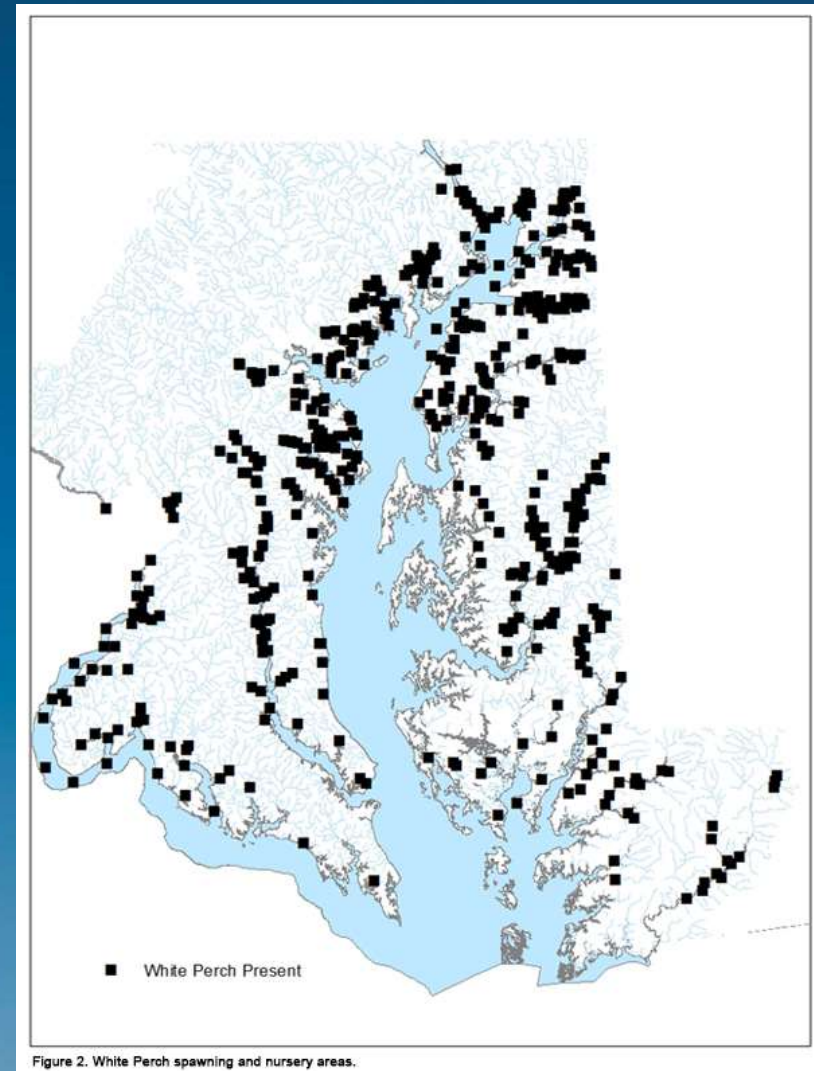 White Perch Present
Figure 2. White Perch spawning and nursery areas.